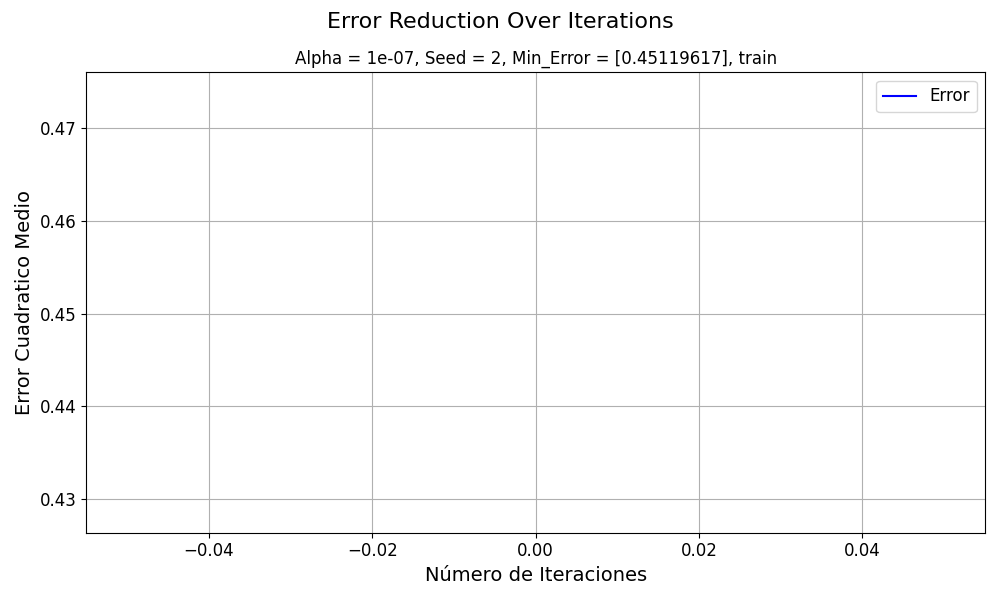 Error Reduction Over Iterations
Alpha = 1e-07, Seed = 2, Min_Error = [0.45119617], train
Error
0.47
0.46
0.45
0.44
0.43
Error Cuadratico Medio
−0.04
−0.02
0.00
0.02
0.04
Número de Iteraciones